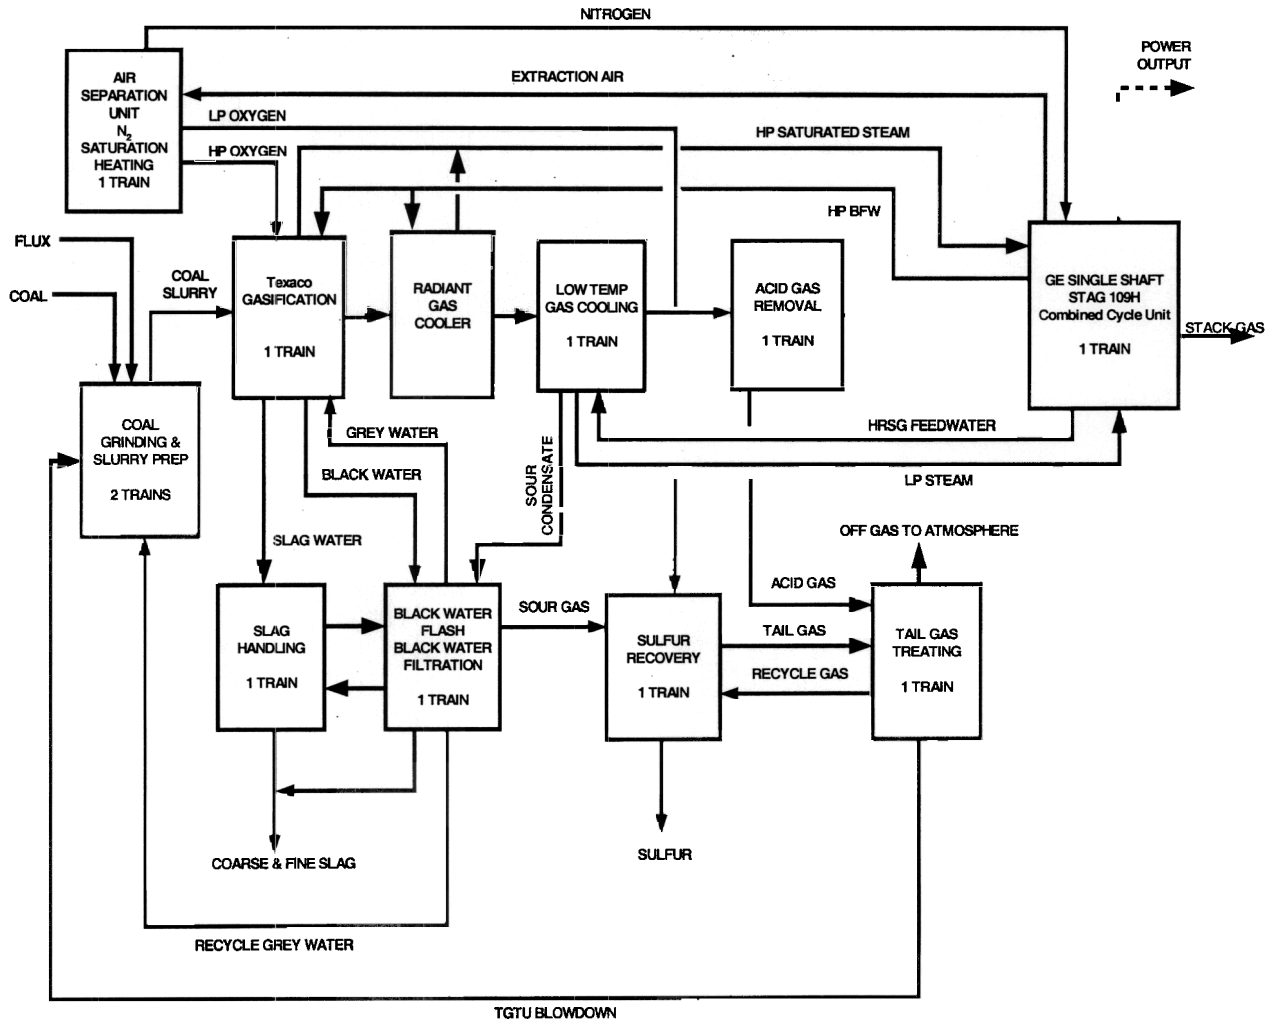 NITROGEN
POWER
OUTPUT
AIR
SEPARATION
UNIT
N2
SATURATION
HEATING
1 TRAIN
EXTRACTION AIR
LP OXYGEN
HP OXYGEN
HP SATURATED STEAM
HP BFW
FLUX
COAL
COAL
SLURRY
Texaco
GASIFICATION
1 TRAIN
RADIANT
GAS
COOLER
LOW TEMP
GAS COOLING
1 TRAIN
ACID GAS
REMOVAL
1 TRAIN
GE SINGLE SHAFT
STAG 109H
Combined Cycle Unit
1 TRAIN
STACK GAS
COAL
GRINDING &
SLURRY PREP
2 TRAINS
GREY WATER
BLACK WATER
SOUR
CONDENSATE
HRSG FEEDWATER
LP STEAM
SLAG WATER
OFF GAS TO ATMOSPHERE
SLAG
HANDLING
1 TRAIN
BLACK WATER
FLASH
BLACK WATER
FILTRATION
1 TRAIN
SOUR GAS
SULFUR
RECOVERY
1 TRAIN
ACID GAS
TAIL GAS
RECYCLE GAS
TAIL GAS
TREATING
1 TRAIN
COARSE & FINE SLAG
SULFUR
RECYCLE GREY WATER
TGTU BLOWDOWN